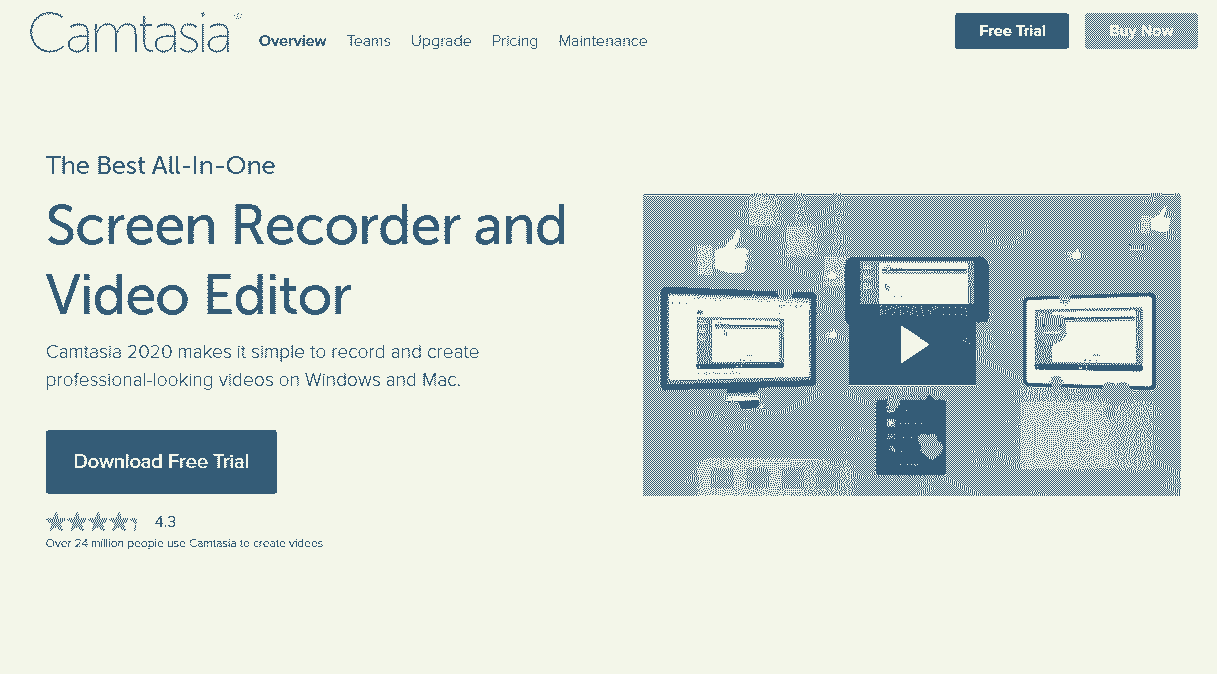 Camtasia®
Overview Teams Upgrade Pricing Maintenance
Free Trial Buy Now
The Best All-In-One
Screen Recorder and
Video Editor
Camtasia 2020 makes it simple to record and create
professional-looking videos on Windows and Mac.
Download Free Trial
4.3
Over 24 million people use Camtasia to create videos